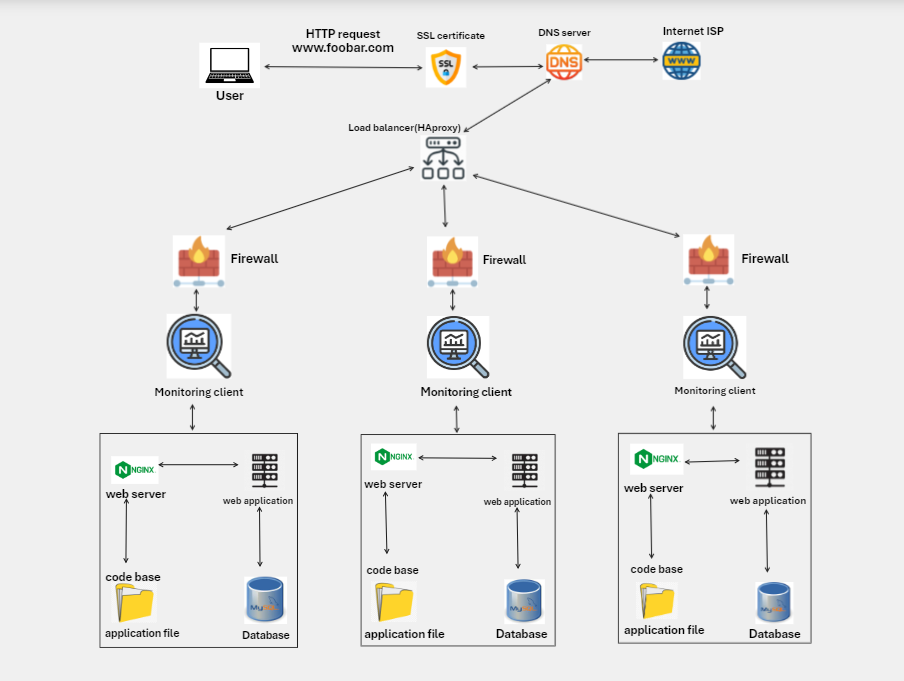 HTTP request
www.foobar.com
SSL certificate
DNS server
Internet ISP
SSL
DNS
WWW
User
Load balancer(HAproxy)
Firewall
Firewall
Firewall
Monitoring client
Monitoring client
Monitoring client
N NGINX
web server
web application
code base
application file
MySQL
Database
N NGINX
web server
web application
code base
application file
MySQL
Database
N NGINX
web server
web application
code base
application file
MySQL
Database